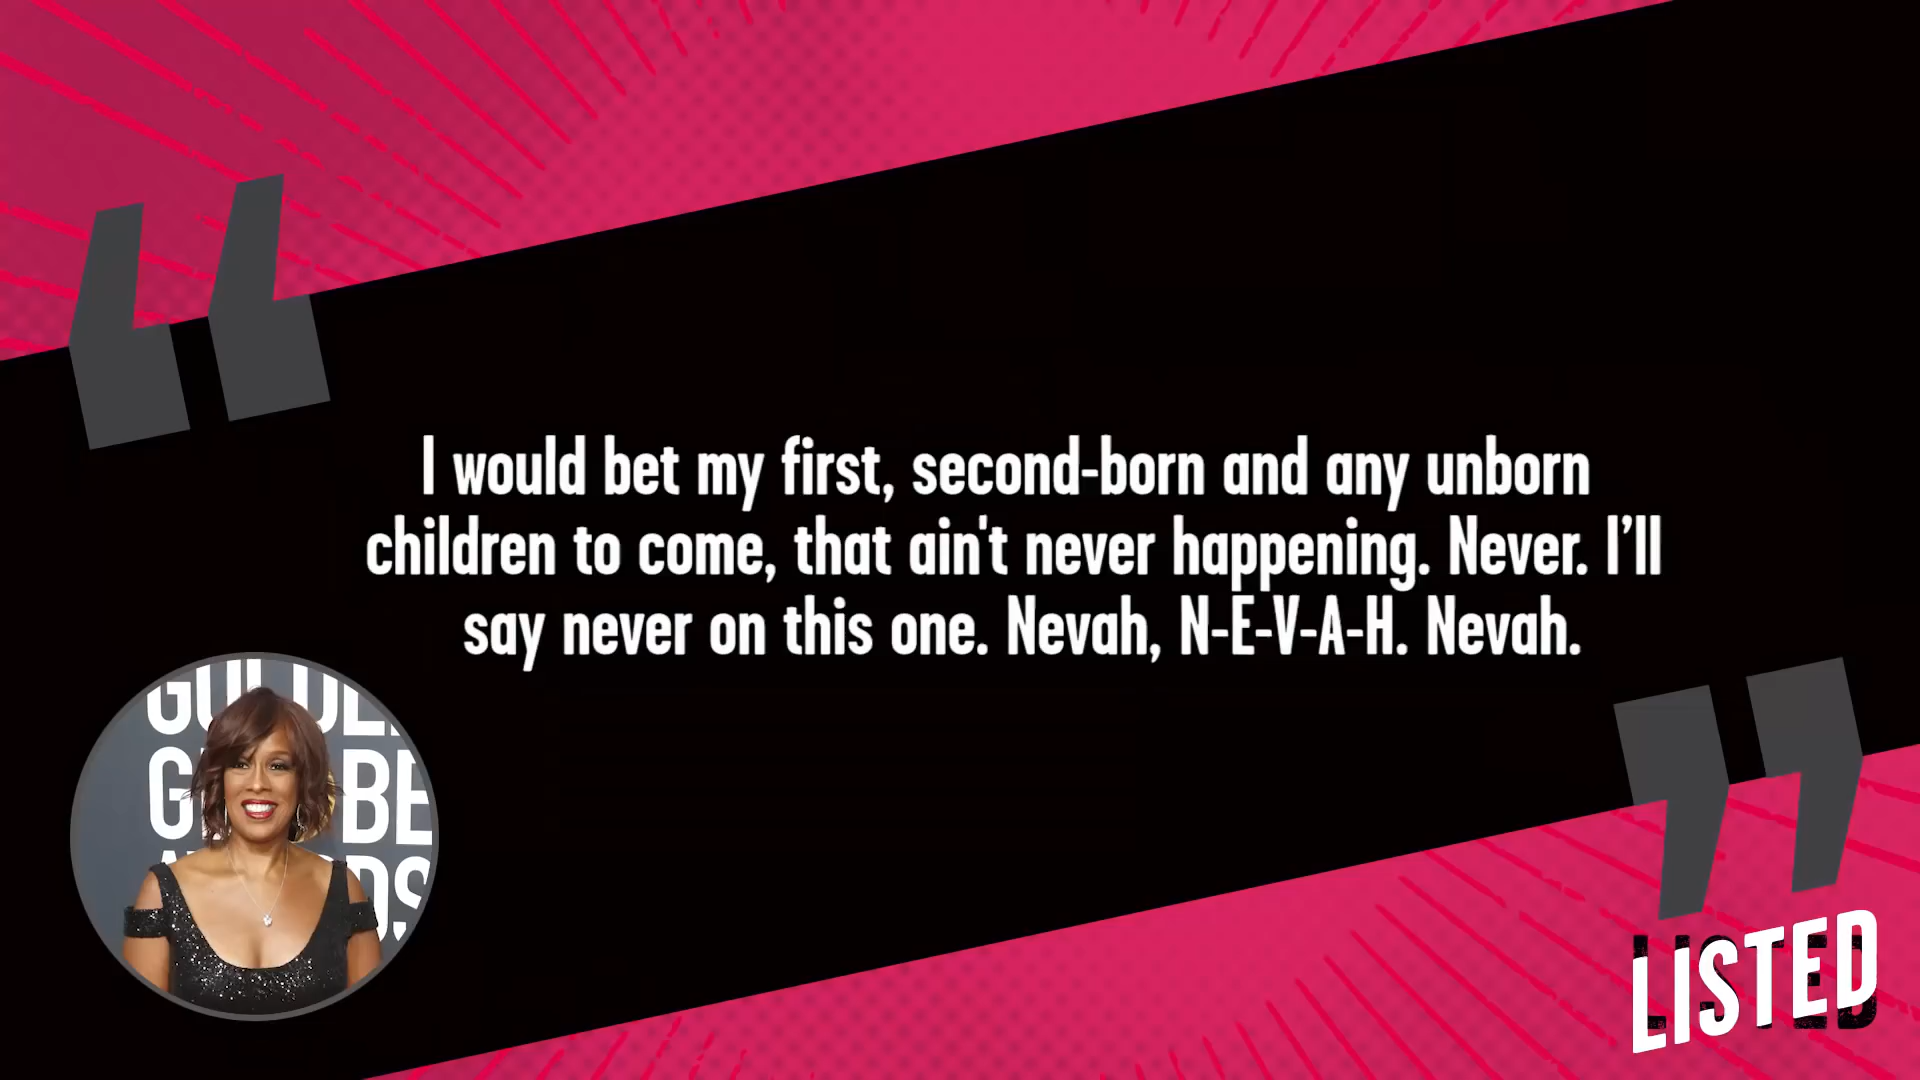 I would bet my first, second-born and any unborn
children to come, that ain't never happening. Never. I’ll
say never on this one. Nevah, N-E-V-A-H. Nevah.
LISTED